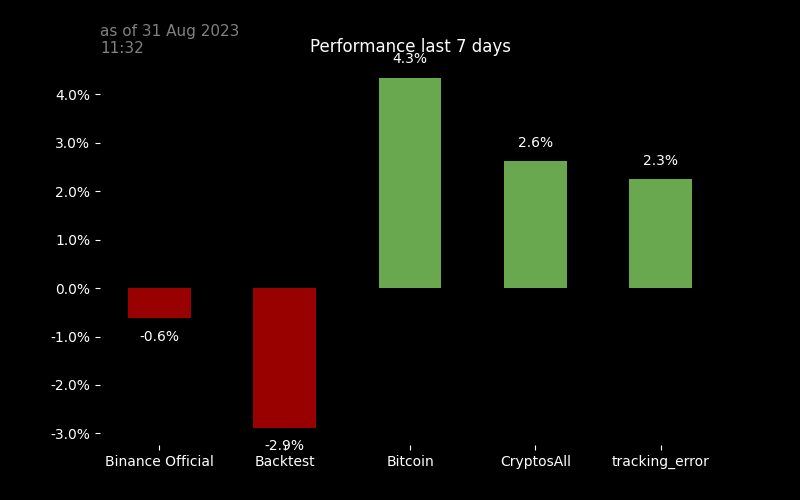 as of 31 Aug 2023
11:32
Performance last 7 days
4.3%
4.0%
3.0%
2.6%
2.3%
2.0%
1.0%
0.0%
-1.0%
-0.6%
-2.0%
-3.0%
-2.9%
Binance Official
Backtest
Bitcoin
CryptosAll
tracking_error